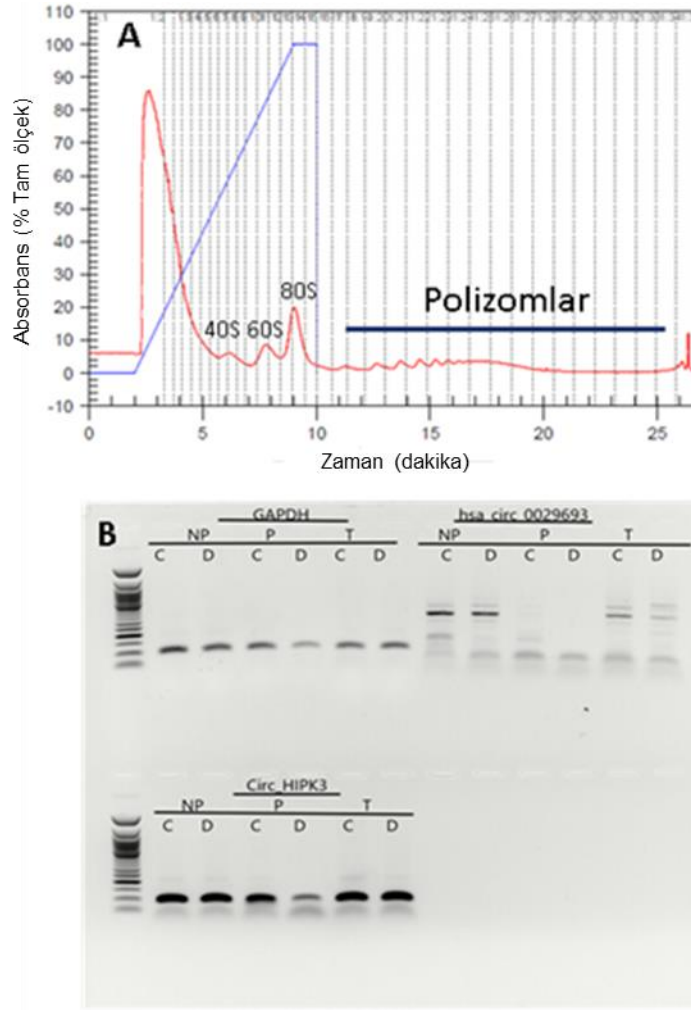 A
Absorbans (% Tam ölçek)
110
100
90
80
70
60
50
40
30
20
10
0
-10
40S
60S
80S
Polizomlar
0 5 10 15 20 25
Zaman (dakika)
B
GAPDH
NP P T
C D C D C D
hsa_circ_0029693
NP P T
C D C D C D
Circ_HIPK3
NP P T
C D C D C D